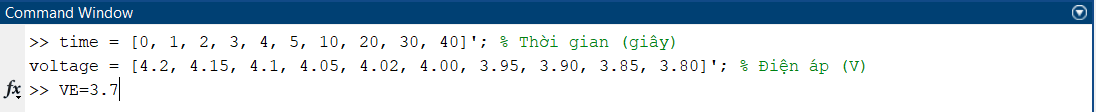 Command Window
>> time = [0, 1, 2, 3, 4, 5, 10, 20, 30, 40]'; % Thời gian (giây)
voltage = [4.2, 4.15, 4.1, 4.05, 4.02, 4.00, 3.95, 3.90, 3.85, 3.80]'; % Điện áp (V)
fx >> VE=3.7